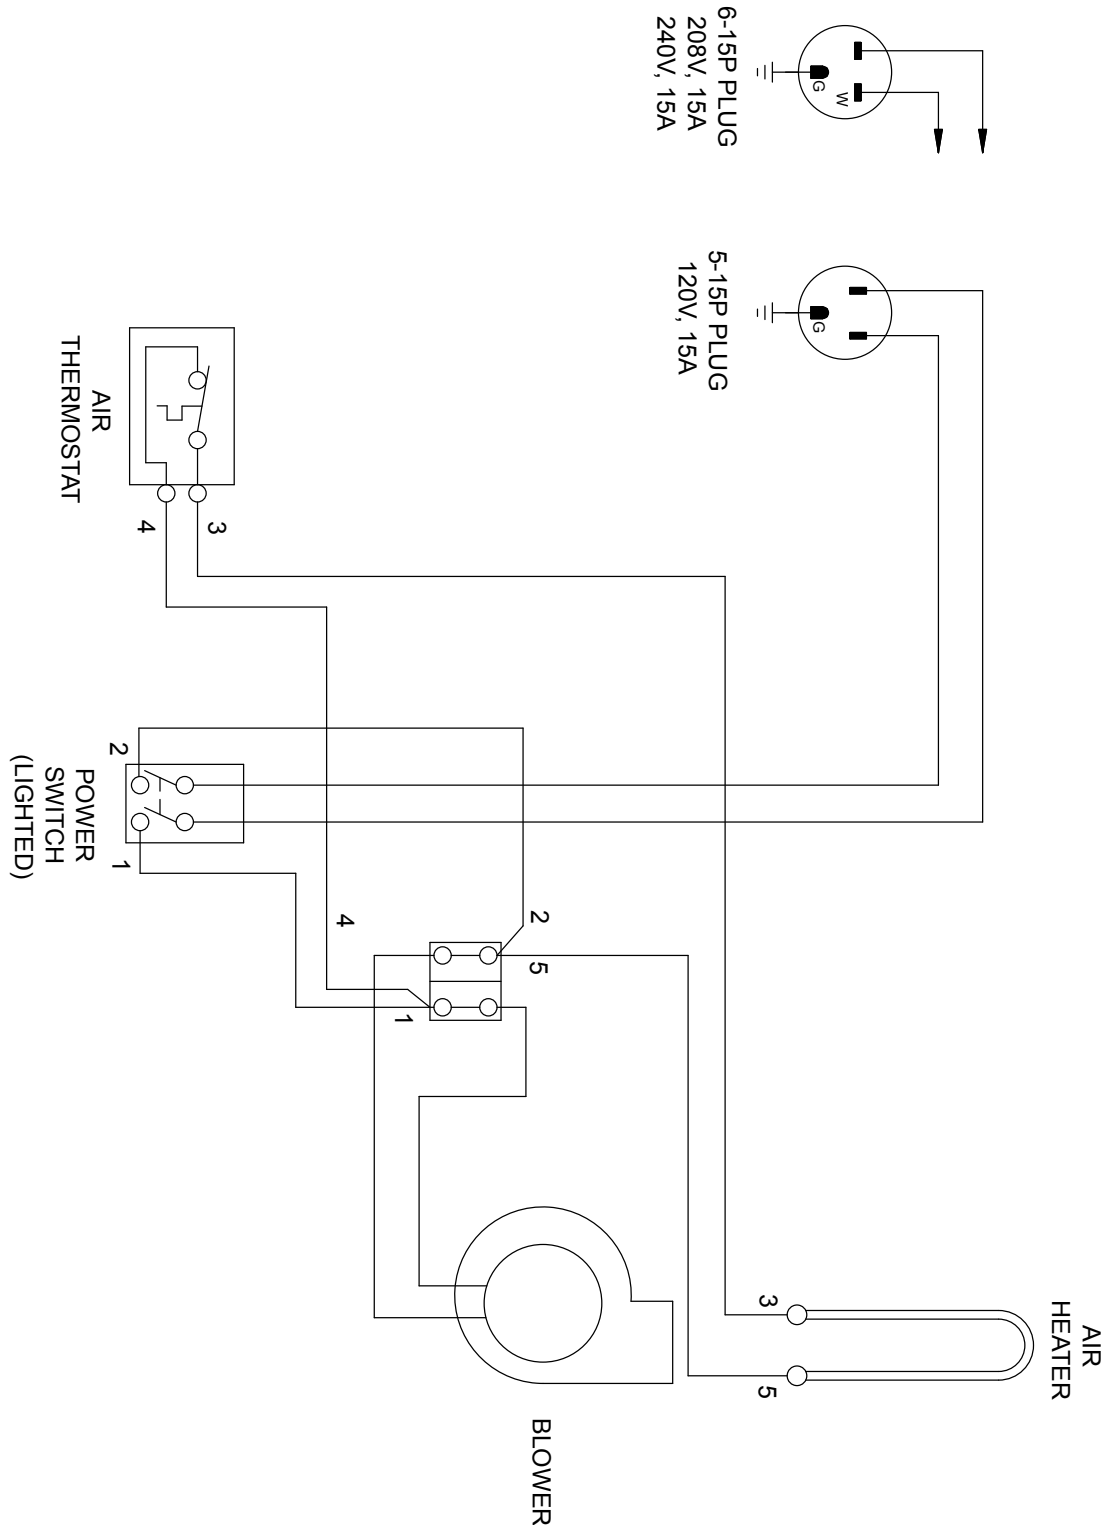 6-15P PLUG
208V, 15A
240V, 15A
G
W
5-15P PLUG
120V, 15A
G
AIR
THERMOSTAT
3
4
2
1
POWER
SWITCH
(LIGHTED)
4
2
5
1
3
5
AIR
HEATER
BLOWER